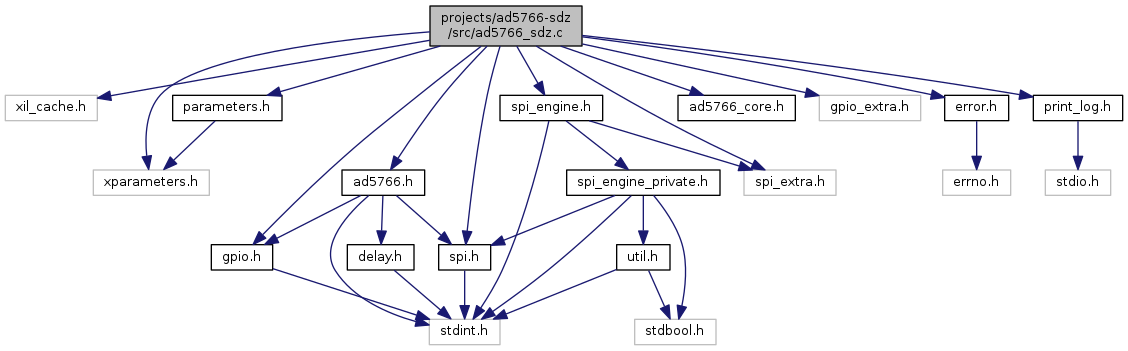 projects/ad5766-sdz
/src/ad5766_sdz.c
xil_cache.h
parameters.h
spi_engine.h
ad5766_core.h
gpio_extra.h
error.h
print_log.h
xparameters.h
ad5766.h
spi_engine_private.h
spi_extra.h
errno.h
stdio.h
gpio.h
delay.h
spi.h
util.h
stdint.h
stdbool.h